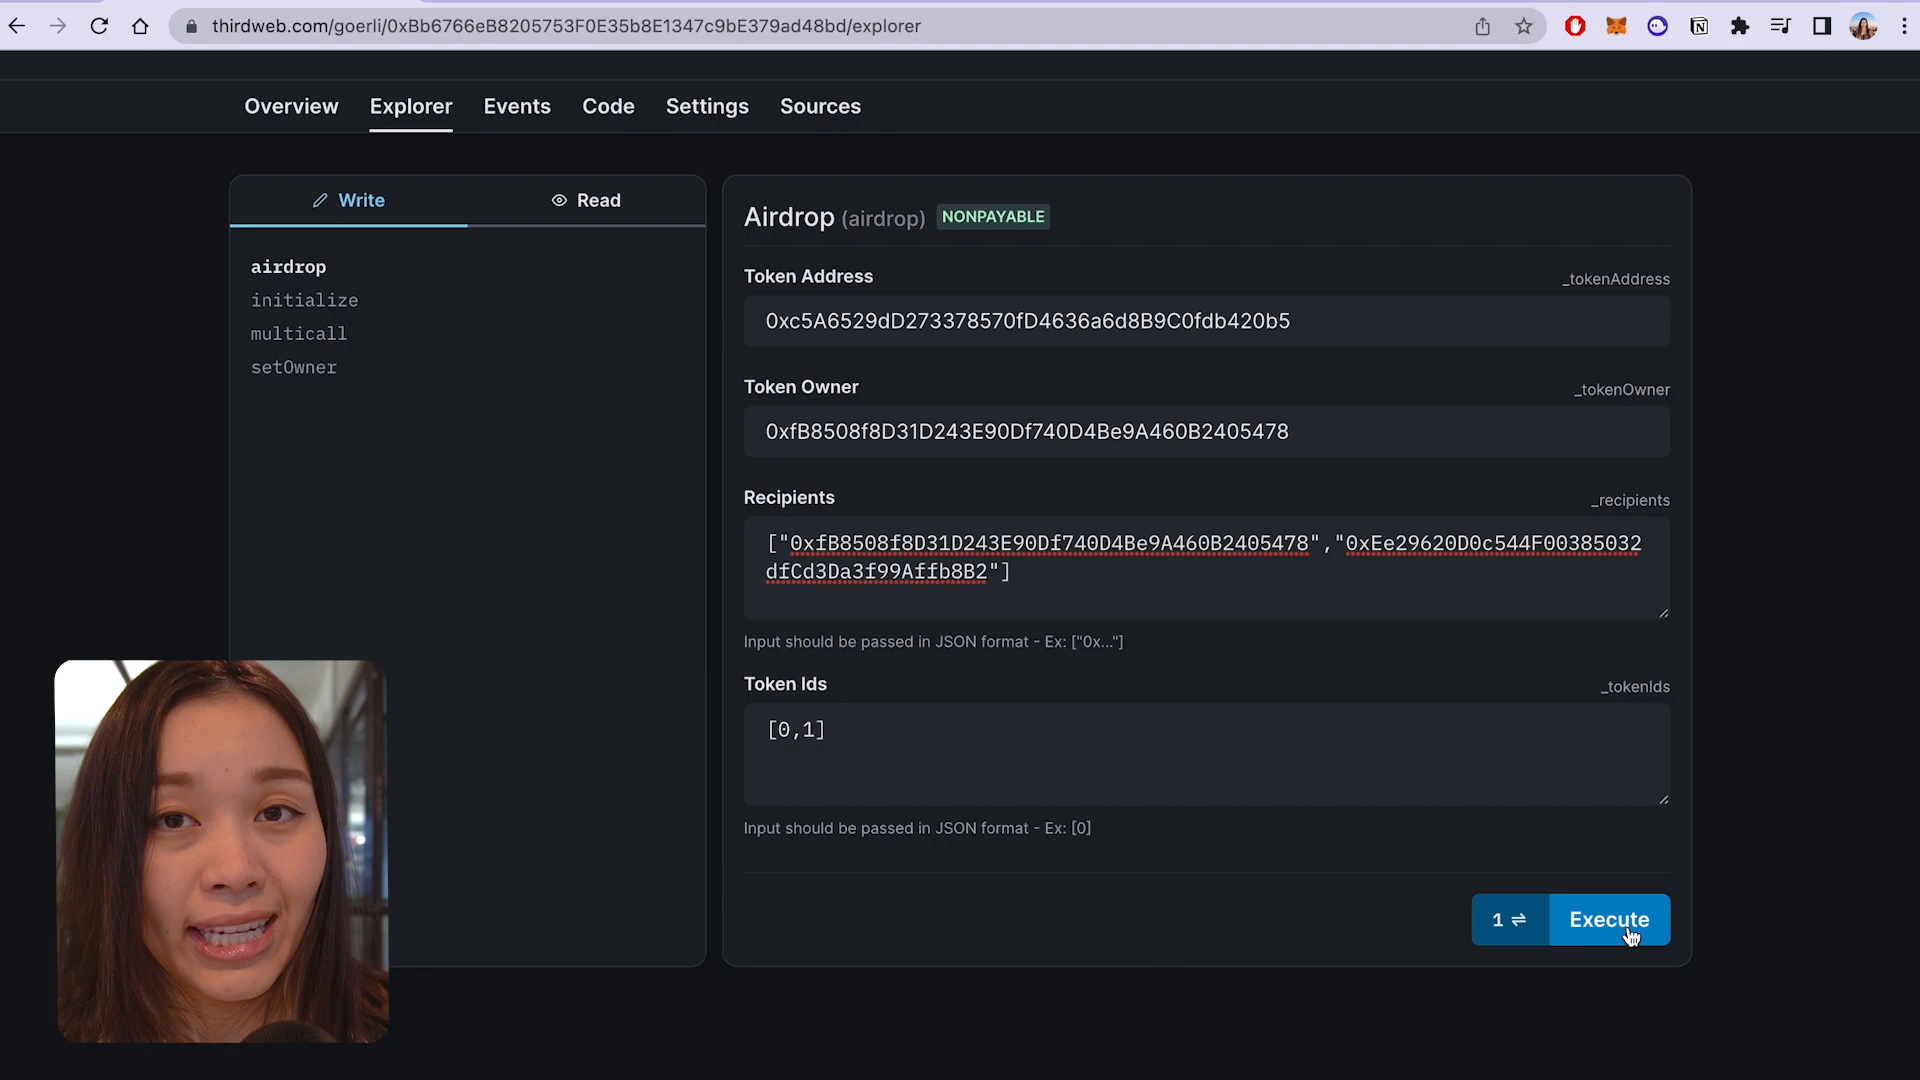 thirdweb.com/goerli/0xBb6766eB8205753F0E35b8E1347c9bE379ad48bd/explorer
Overview Explorer Events Code Settings Sources
Write Read
airdrop
initialize
multicall
setOwner
Airdrop (airdrop) NONPAYABLE
Token Address _tokenAddress
0xc5A6529dD273378570fD4636a6d8B9C0fdb420b5
Token Owner _tokenOwner
0xfB8508f8D31D243E90Df740D4Be9A460B2405478
Recipients _recipients
["0xfB8508f8D31D243E90Df740D4Be9A460B2405478","0xEe29620D0c544F00385032
dfCd3Da3f99Affb8B2"]
Input should be passed in JSON format - Ex: ["0x..."]
Token Ids _tokenIds
[0,1]
Input should be passed in JSON format - Ex: [0]
1 ⇌ Execute